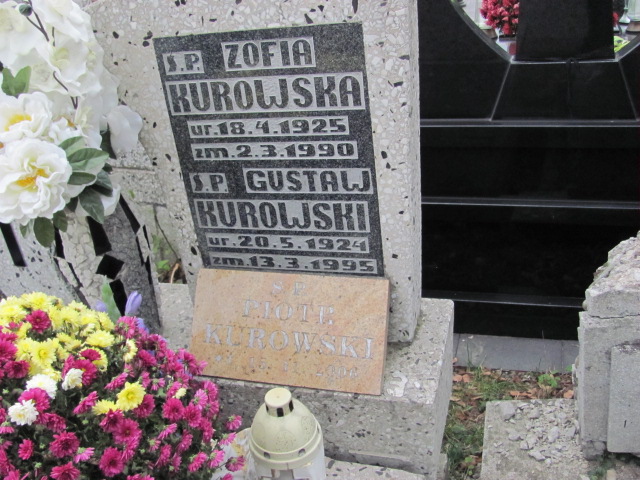 Ś.P. ZOFIA
KUROWSKA
ur.18.4.1925
zm.2.3.1990
Ś.P. GUSTAW
KUROWSKI
ur.20.5.1924
zm.13.3.1995
Ś.P.
PIOTR
KUROWSKI